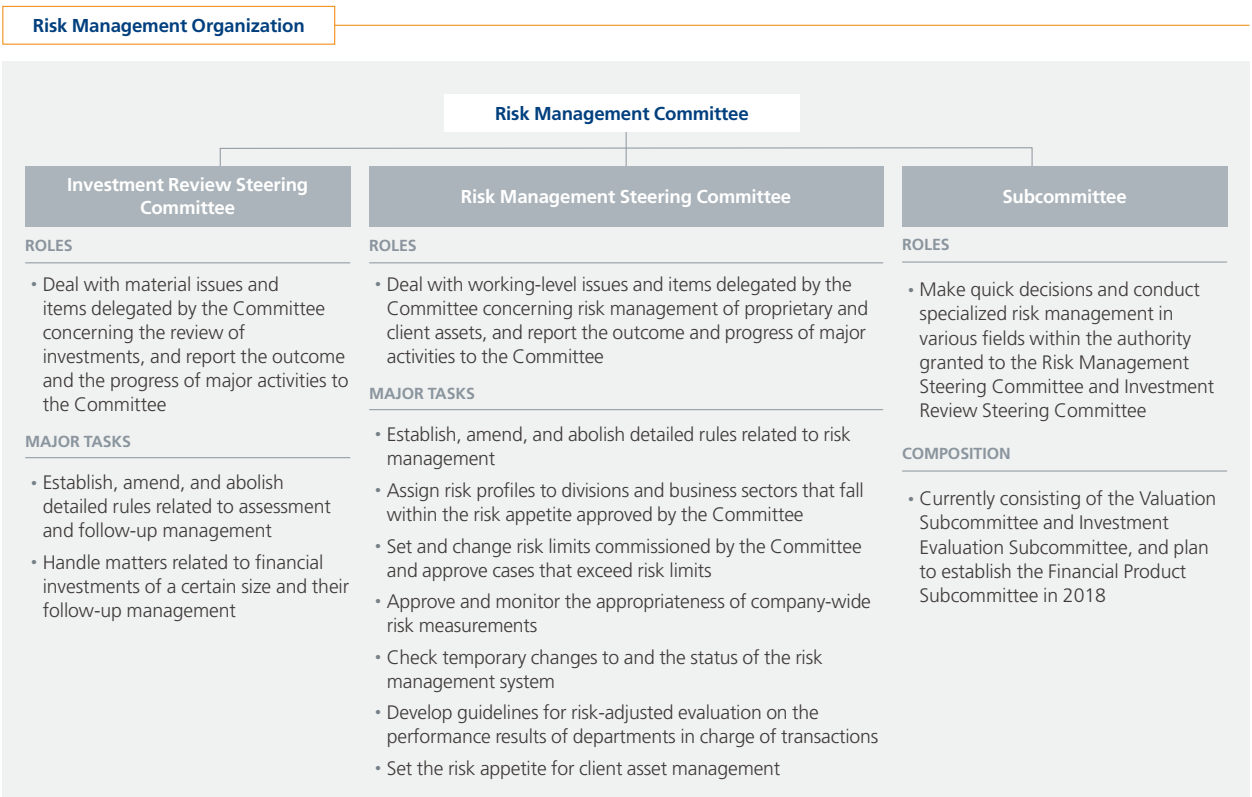 Risk Management Organization
Risk Management Committee
Investment Review Steering
Committee
ROLES
• Deal with material issues and
items delegated by the Committee
concerning the review of
investments, and report the outcome
and the progress of major activities to
the Committee
MAJOR TASKS
• Establish, amend, and abolish
detailed rules related to assessment
and follow-up management
• Handle matters related to financial
investments of a certain size and their
follow-up management
Risk Management Steering Committee
ROLES
• Deal with working-level issues and items delegated by the
Committee concerning risk management of proprietary and
client assets, and report the outcome and progress of major
activities to the Committee
MAJOR TASKS
• Establish, amend, and abolish detailed rules related to risk
management
• Assign risk profiles to divisions and business sectors that fall
within the risk appetite approved by the Committee
• Set and change risk limits commissioned by the Committee
and approve cases that exceed risk limits
• Approve and monitor the appropriateness of company-wide
risk measurements
• Check temporary changes to and the status of the risk
management system
• Develop guidelines for risk-adjusted evaluation on the
performance results of departments in charge of transactions
• Set the risk appetite for client asset management
Subcommittee
ROLES
• Make quick decisions and conduct
specialized risk management in
various fields within the authority
granted to the Risk Management
Steering Committee and Investment
Review Steering Committee
COMPOSITION
• Currently consisting of the Valuation
Subcommittee and Investment
Evaluation Subcommittee, and plan
to establish the Financial Product
Subcommittee in 2018